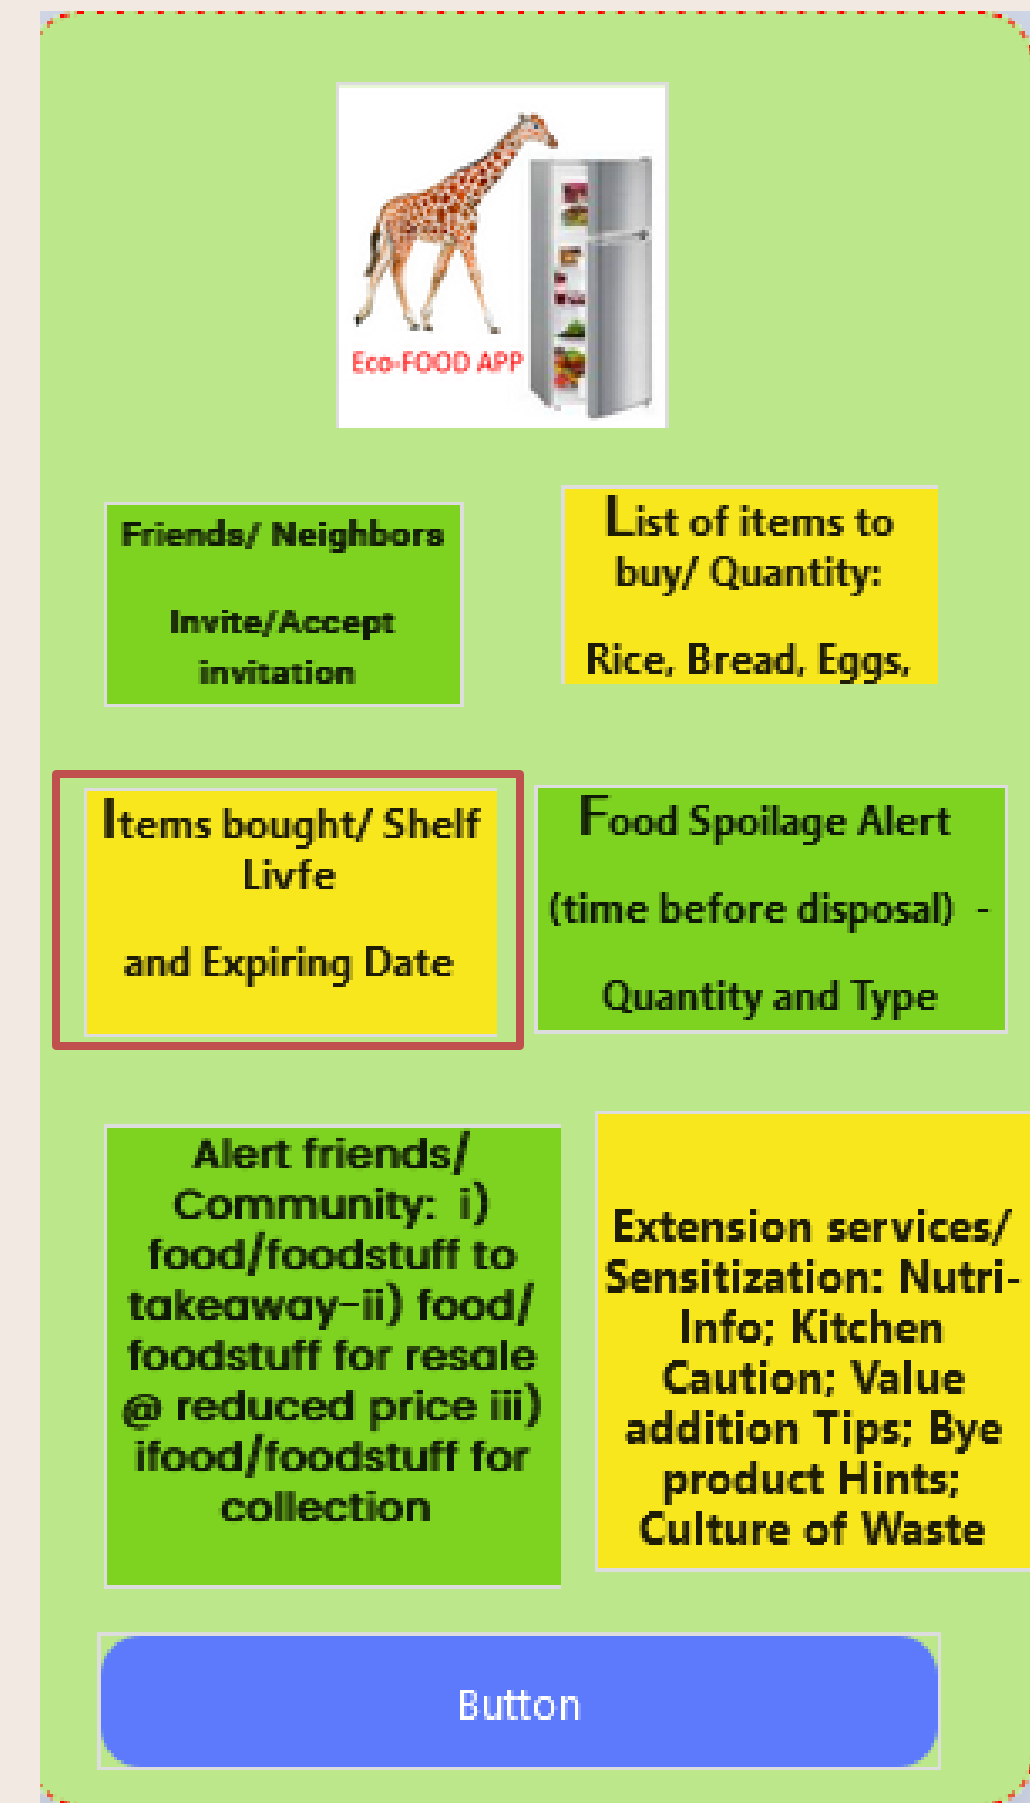 Eco-FOOD APP
Friends/ Neighbors
Invite/Accept
invitation
List of items to
buy/ Quantity:
Rice, Bread, Eggs,
Items bought/ Shelf
Livfe
and Expiring Date
Food Spoilage Alert
(time before disposal) -
Quantity and Type
Alert friends/
Community: i)
food/foodstuff to
takeaway-ii) food/
foodstuff for resale
@ reduced price iii)
ifood/foodstuff for
collection
Extension services/
Sensitization: Nutri-
Info; Kitchen
Caution; Value
addition Tips; Bye
product Hints;
Culture of Waste
Button